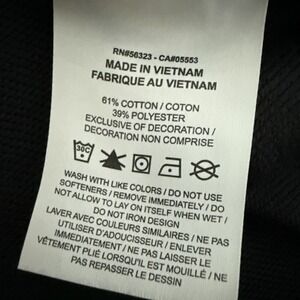 RN#56323 - CA#05553
MADE IN VIETNAM
FABRIQUE AU VIETNAM
61% COTTON / COTON
39% POLYESTER
EXCLUSIVE OF DECORATION /
DECORATION NON COMPRISE
30C
WASH WITH LIKE COLORS / DO NOT USE
SOFTENERS / REMOVE IMMEDIATELY / DO
NOT ALLOW TO LAY ON ITSELF WHEN WET /
DO NOT IRON DESIGN
LAVER AVEC COULEURS SIMILAIRES / NE PAS
UTILISER D'ADOUCISSEUR / ENLEVER
IMMEDIATEMENT / NE PAS LAISSER LE
VÊTEMENT PLIÉ LORSQU'IL EST MOUILLÉ / NE
PAS REPASSER LE DESSIN